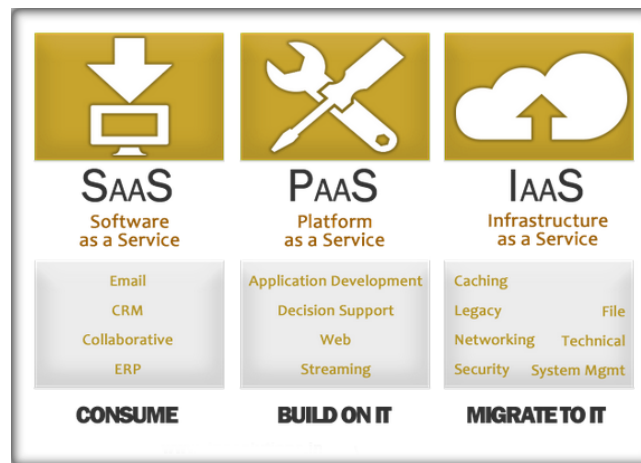 SAAS
Software
as a Service
Email
CRM
Collaborative
ERP
CONSUME
PAAS
Platform
as a Service
Application Development
Decision Support
Web
Streaming
BUILD ON IT
IAAS
Infrastructure
as a Service
Caching
Legacy File
Networking Technical
Security System Mgmt
MIGRATE TO IT